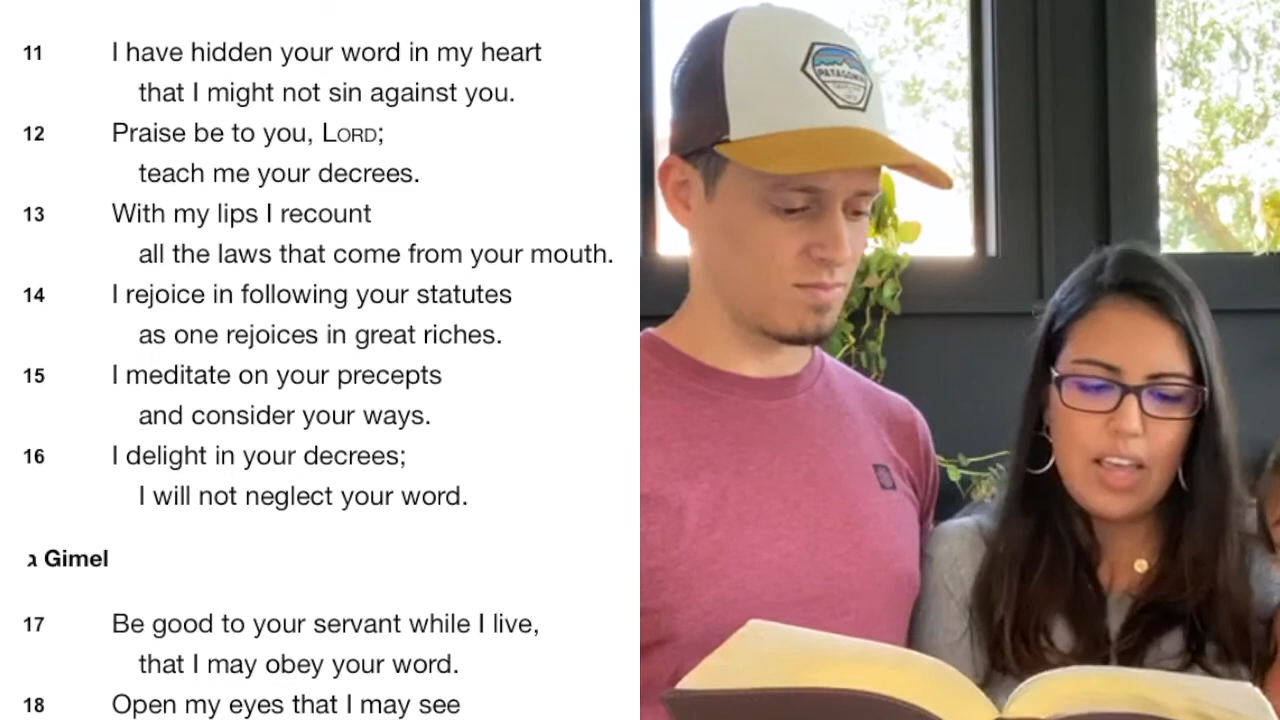 11 I have hidden your word in my heart
that I might not sin against you.
12 Praise be to you, LORD;
teach me your decrees.
13 With my lips I recount
all the laws that come from your mouth.
14 I rejoice in following your statutes
as one rejoices in great riches.
15 I meditate on your precepts
and consider your ways.
16 I delight in your decrees;
I will not neglect your word.
ג Gimel
17 Be good to your servant while I live,
that I may obey your word.
18 Open my eyes that I may see
PATAGONIA